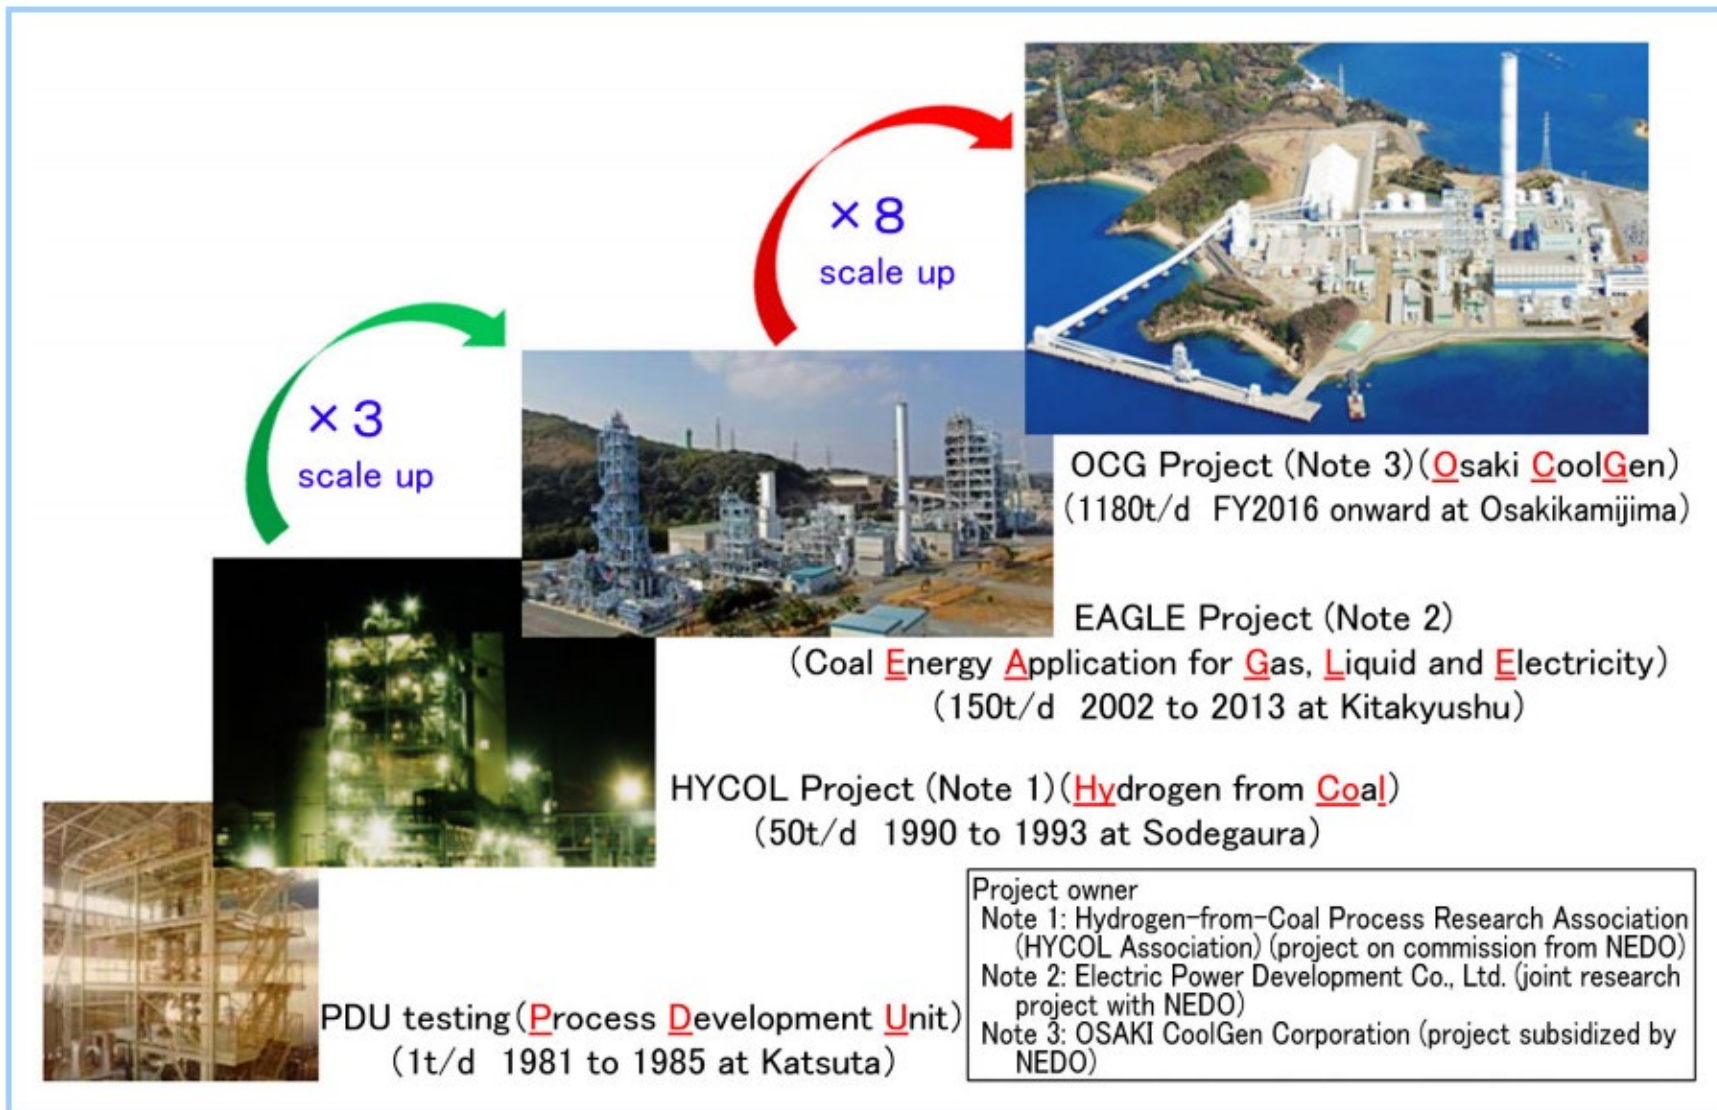 × 8
scale up
× 3
scale up
OCG Project (Note 3)(Osaki CoolGen)
(1180t/d FY2016 onward at Osakikamijima)
EAGLE Project (Note 2)
(Coal Energy Application for Gas, Liquid and Electricity)
(150t/d 2002 to 2013 at Kitakyushu)
HYCOL Project (Note 1)(Hydrogen from Coal)
(50t/d 1990 to 1993 at Sodegaura)
PDU testing(Process Development Unit)
(1t/d 1981 to 1985 at Katsuta)
Project owner
Note 1: Hydrogen-from-Coal Process Research Association
(HYCOL Association) (project on commission from NEDO)
Note 2: Electric Power Development Co., Ltd. (joint research
project with NEDO)
Note 3: OSAKI CoolGen Corporation (project subsidized by
NEDO)